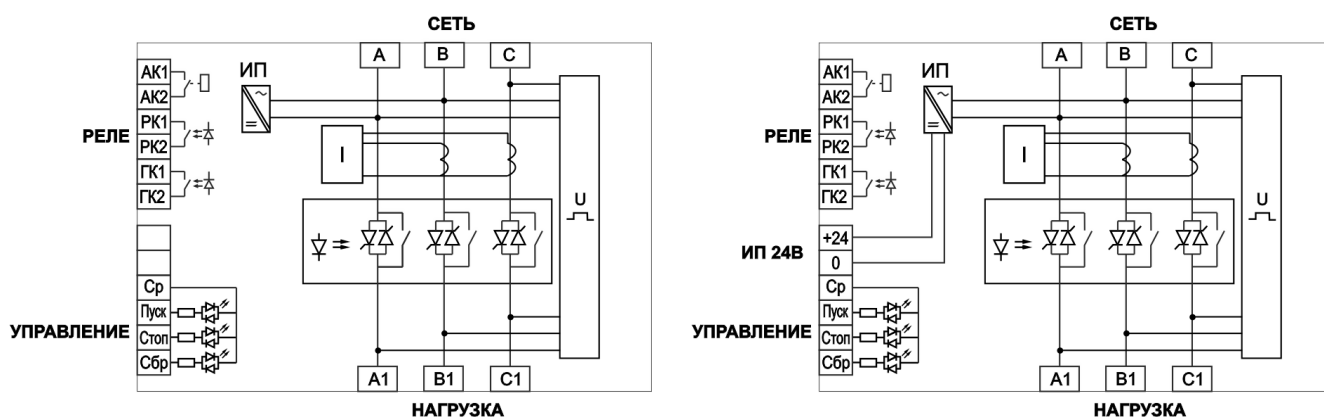 СЕТЬ
A
B
C
АК1
АК2
РК1
РК2
ГК1
ГК2
РЕЛЕ
ИП
~
=
I
U
Ср
Пуск
Стоп
Сбр
УПРАВЛЕНИЕ
A1
B1
C1
НАГРУЗКА
СЕТЬ
A
B
C
АК1
АК2
РК1
РК2
ГК1
ГК2
РЕЛЕ
ИП
~
=
I
U
+24
0
ИП 24В
Ср
Пуск
Стоп
Сбр
УПРАВЛЕНИЕ
A1
B1
C1
НАГРУЗКА